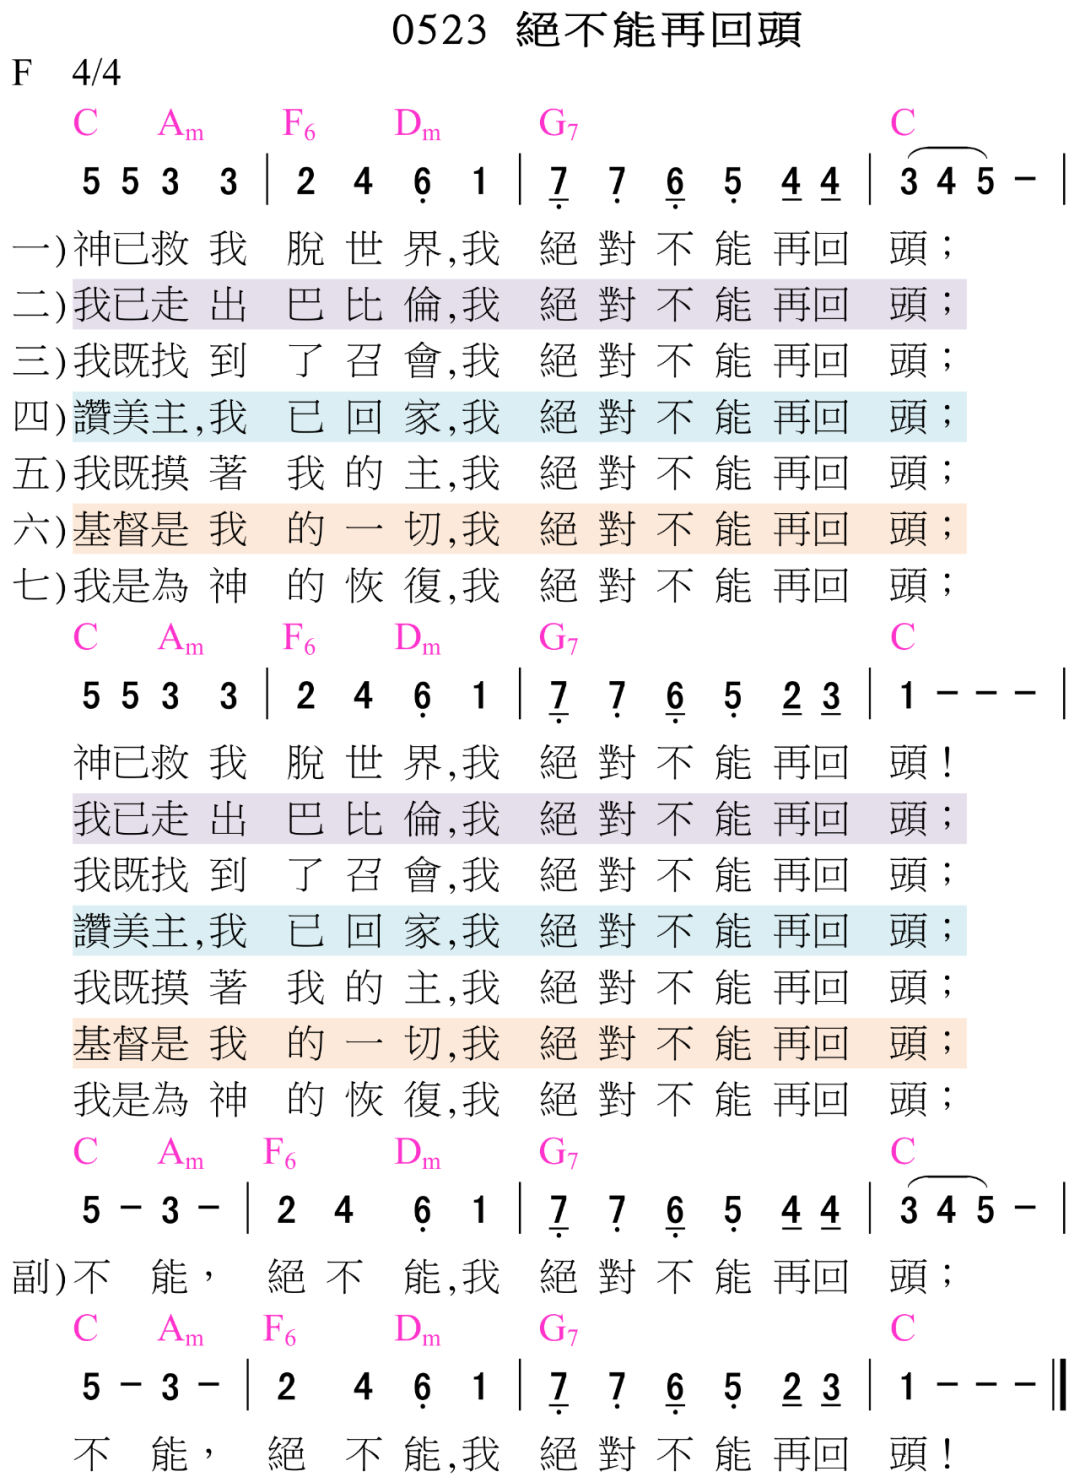 0523 絕不能再回頭
F 4/4
C Am F6 Dm G7 C
5 5 3 3 | 2 4 6 1 | 7 7 6 5 4 4 | 3 4 5 － |
一)神已救我 脫世界,我 絕對不能再回 頭；
二)我已走出 巴比倫,我 絕對不能再回 頭；
三)我既找到 了召會,我 絕對不能再回 頭；
四)讚美主,我 已回家,我 絕對不能再回 頭；
五)我既摸著 我的主,我 絕對不能再回 頭；
六)基督是我 的一切,我 絕對不能再回 頭；
七)我是為神 的恢復,我 絕對不能再回 頭；
C Am F6 Dm G7 C
5 5 3 3 | 2 4 6 1 | 7 7 6 5 2 3 | 1 － － － |
神已救我 脫世界,我 絕對不能再回 頭！
我已走出 巴比倫,我 絕對不能再回 頭；
我既找到 了召會,我 絕對不能再回 頭；
讚美主,我 已回家,我 絕對不能再回 頭；
我既摸著 我的主,我 絕對不能再回 頭；
基督是我 的一切,我 絕對不能再回 頭；
我是為神 的恢復,我 絕對不能再回 頭；
C Am F6 Dm G7 C
5 － 3 － | 2 4 6 1 | 7 7 6 5 4 4 | 3 4 5 － |
副)不能， 絕不能,我 絕對不能再回 頭；
C Am F6 Dm G7 C
5 － 3 － | 2 4 6 1 | 7 7 6 5 2 3 | 1 － － － ‖
不能， 絕不能,我 絕對不能再回 頭！